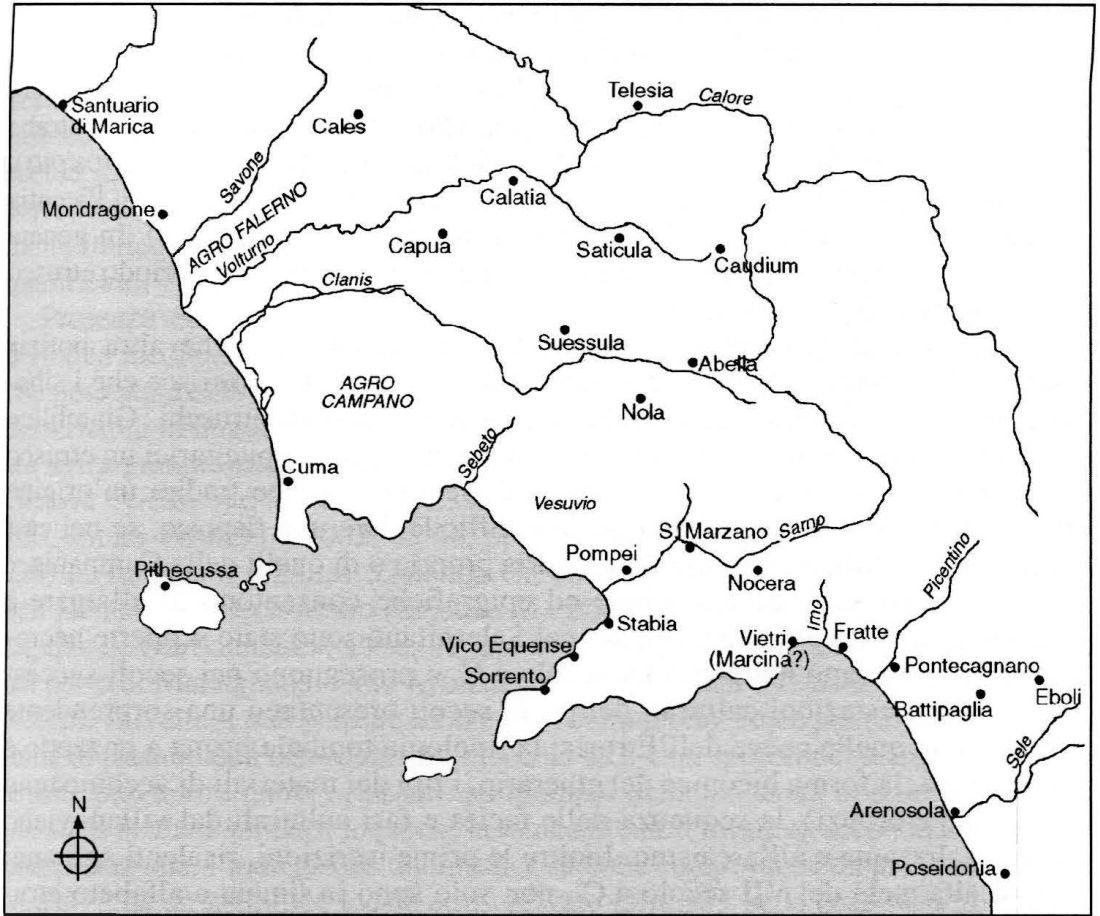 Santuario
di Marica
Cales
Telesia
Calore
Savone
Mondragone
AGRO FALERNO
Volturno
Calatia
Capua
Saticula
Caudium
Clanis
Suessula
Abella
AGRO
CAMPANO
Nola
Sebeto
Cuma
Vesuvio
S. Marzano
Sarno
Pompei
Nocera
Pithecussa
Picentino
Irno
Stabia
Vietri
(Marcina?)
Fratte
Vico Equense
Sorrento
Pontecagnano
Battipaglia
Eboli
Sele
N
Arenosola
Poseidonia